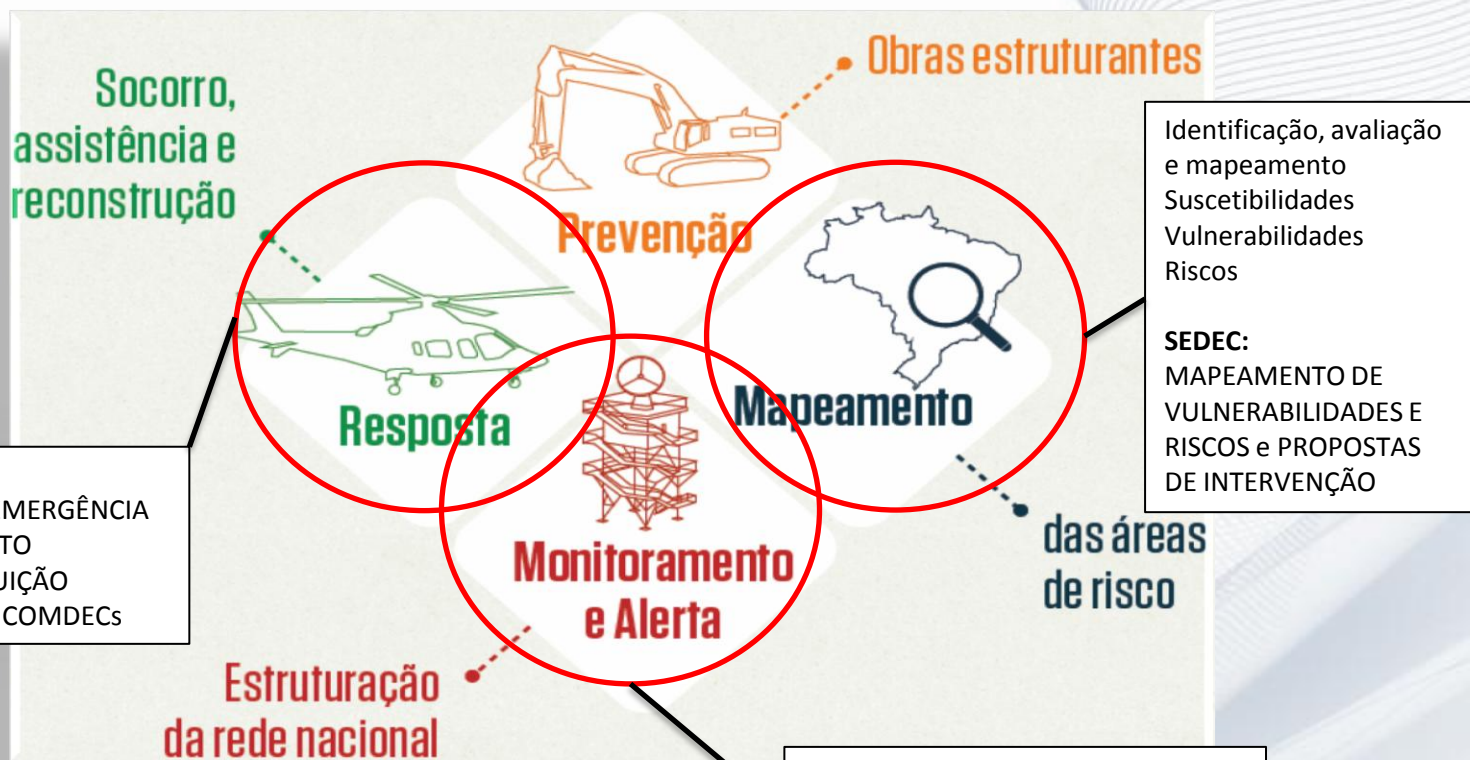 Socorro,
assistência e
reconstrução
Obras estruturantes
Prevenção
Resposta
Mapeamento
Monitoramento
e Alerta
das áreas
de risco
Estruturação
da rede nacional
Identificação, avaliação
e mapeamento
Suscetibilidades
Vulnerabilidades
Riscos
SEDEC:
MAPEAMENTO DE
VULNERABILIDADES E
RISCOS e PROPOSTAS
DE INTERVENÇÃO
MERGÊNCIA
TO
UIÇÃO
COMDECs